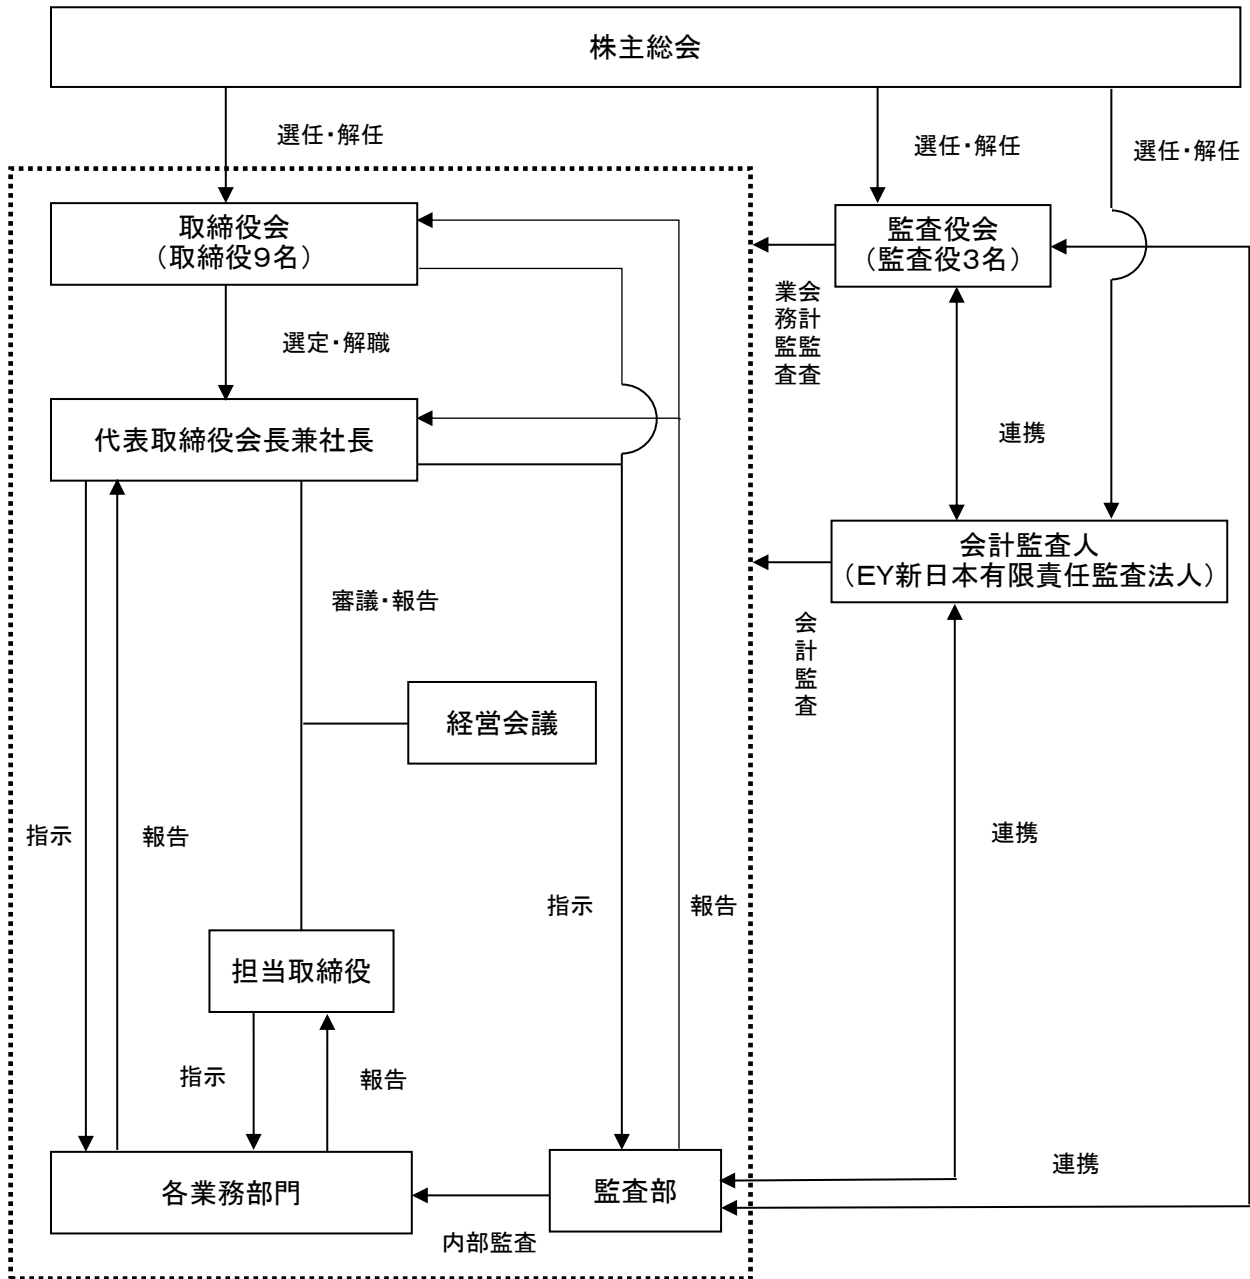 株主総会
選任・解任
選任・解任
選任・解任
取締役会
（取締役９名）
監査役会
（監査役３名）
業務監査
会計監査
選定・解職
代表取締役会長兼社長
連携
会計監査人
（ＥＹ新日本有限責任監査法人）
審議・報告
会計監査
経営会議
指示
報告
連携
指示
報告
担当取締役
指示
報告
連携
各業務部門
監査部
内部監査